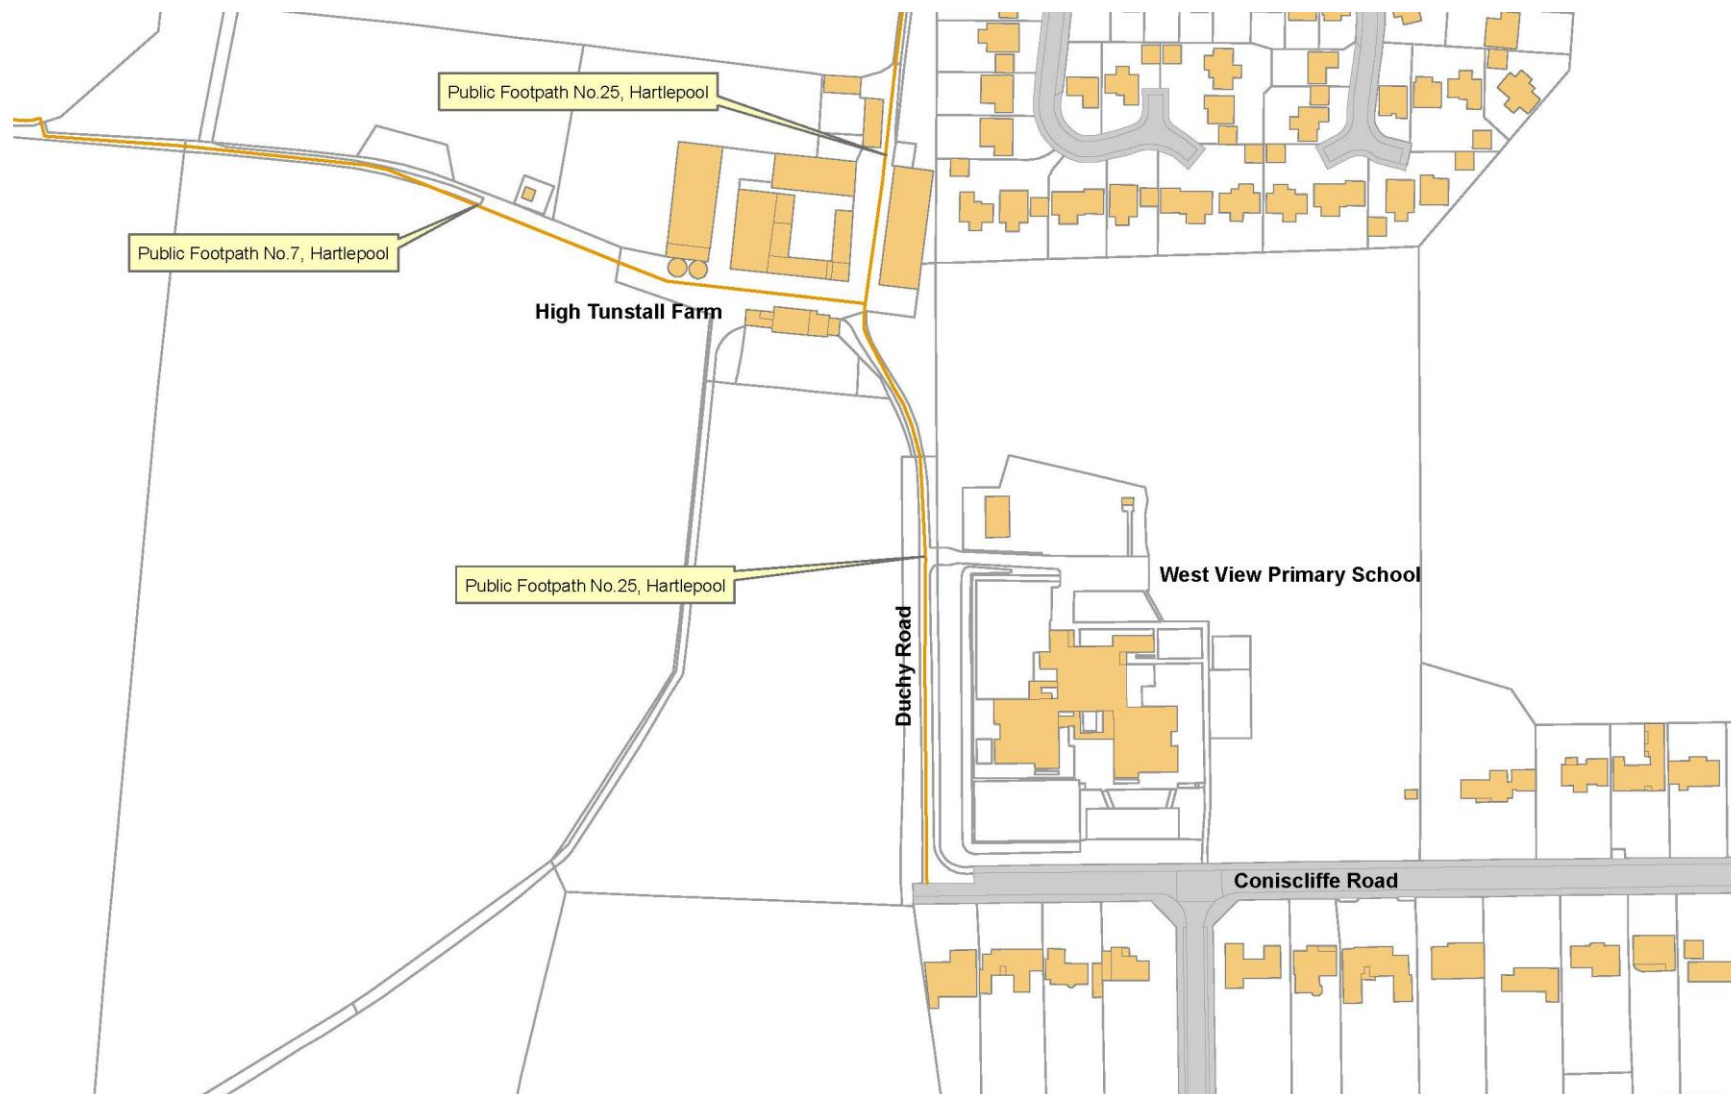 Public Footpath No.25, Hartlepool
Public Footpath No.7, Hartlepool
High Tunstall Farm
Public Footpath No.25, Hartlepool
West View Primary School
Duchy Road
Coniscliffe Road